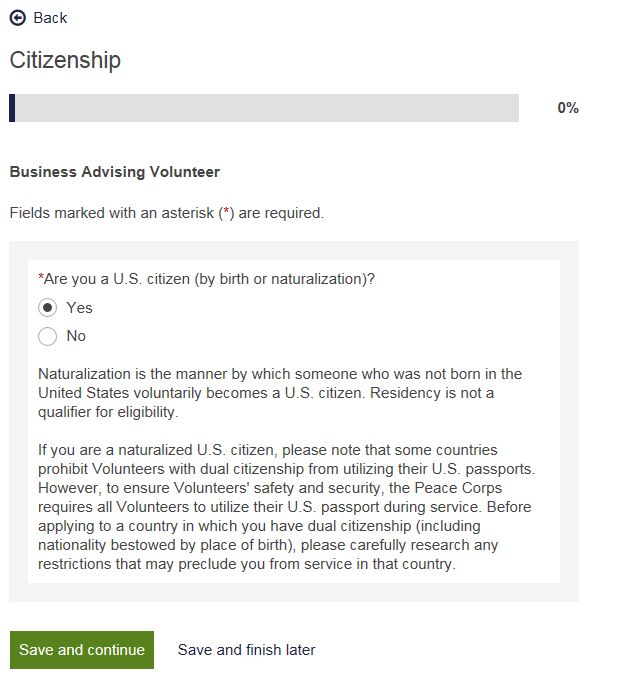 Back
Citizenship
0%
Business Advising Volunteer
Fields marked with an asterisk (*) are required.
*Are you a U.S. citizen (by birth or naturalization)?
Yes
No
Naturalization is the manner by which someone who was not born in the
United States voluntarily becomes a U.S. citizen. Residency is not a
qualifier for eligibility.
If you are a naturalized U.S. citizen, please note that some countries
prohibit Volunteers with dual citizenship from utilizing their U.S. passports.
However, to ensure Volunteers' safety and security, the Peace Corps
requires all Volunteers to utilize their U.S. passport during service. Before
applying to a country in which you have dual citizenship (including
nationality bestowed by place of birth), please carefully research any
restrictions that may preclude you from service in that country.
Save and continue
Save and finish later